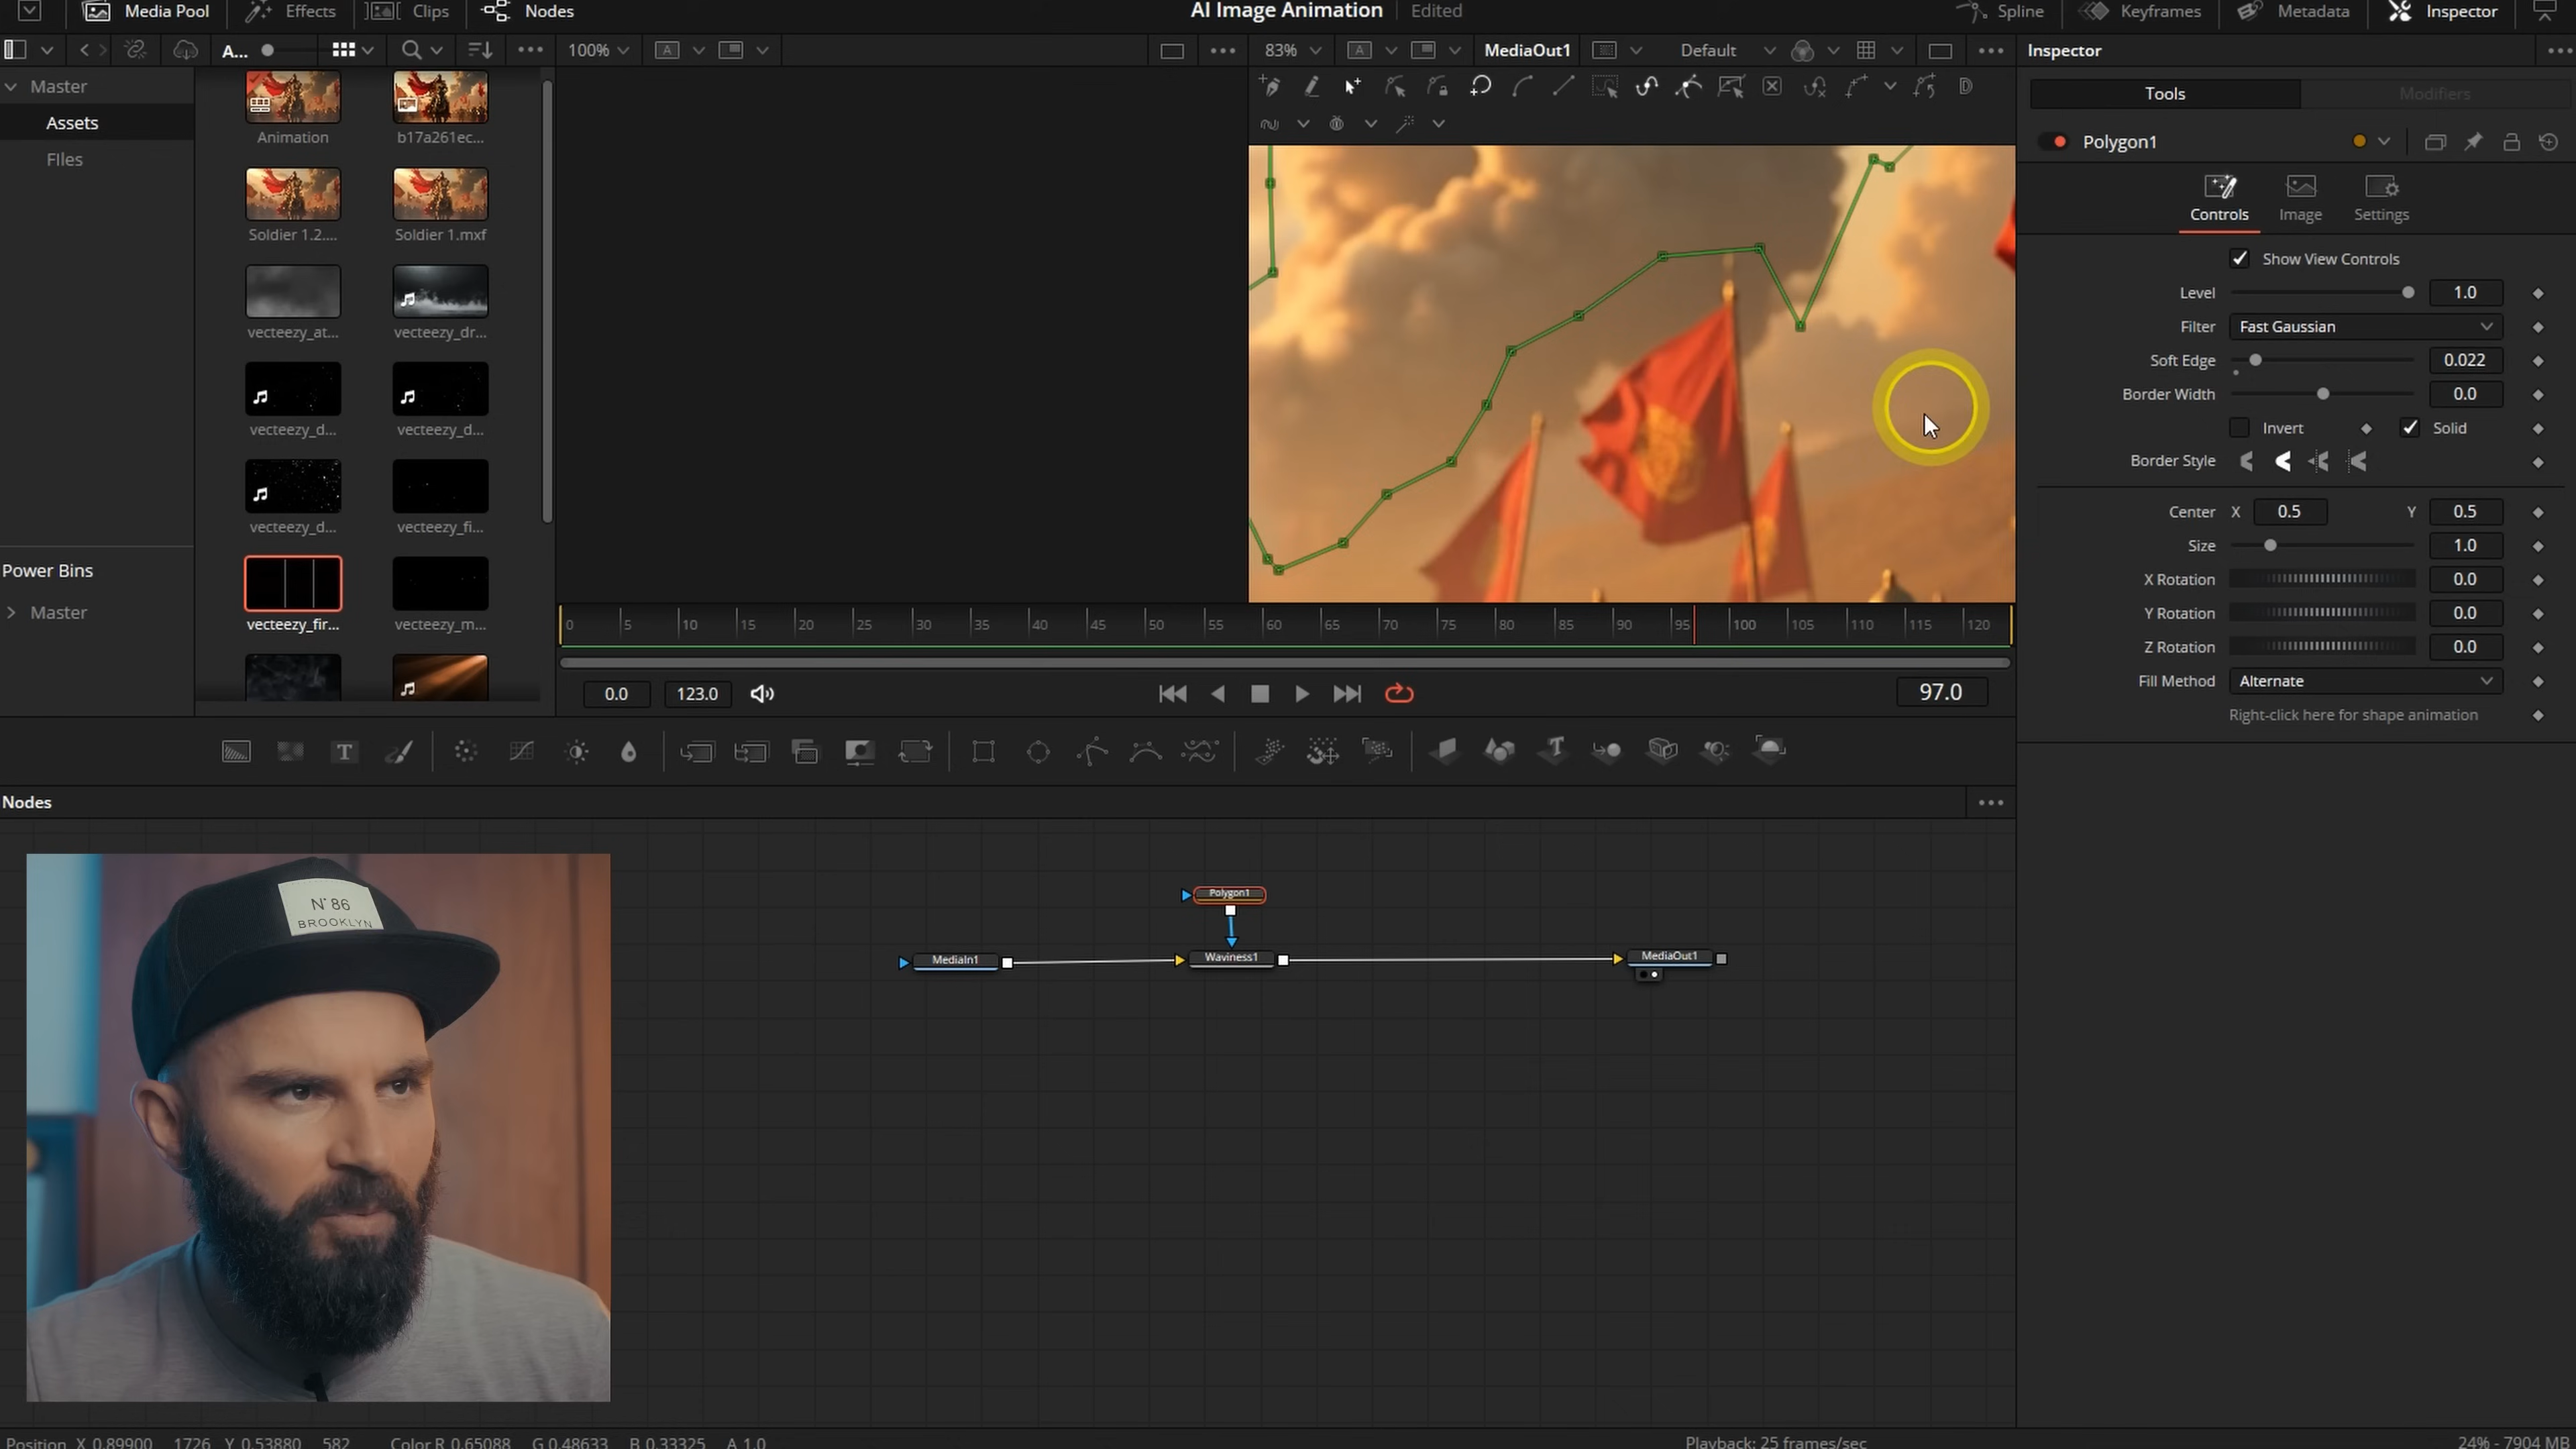 Media Pool
Effects
Clips
Nodes
AI Image Animation
Edited
Spline
Keyframes
Metadata
Inspector
A...
100%
A
83%
A
MediaOut1
Default
Inspector
Master
Assets
FIles
Animation
b17a261ec...
Soldier 1.2....
Soldier 1.mxf
vecteezy_at...
vecteezy_dr...
vecteezy_d...
vecteezy_d...
vecteezy_d...
vecteezy_fi...
vecteezy_fir...
vecteezy_m...
Power Bins
Master
D
Tools
Modifiers
Polygon1
Controls
Image
Settings
Show View Controls
Level 1.0
Filter Fast Gaussian
Soft Edge 0.022
Border Width 0.0
Invert Solid
Border Style
Center X 0.5 Y 0.5
Size 1.0
X Rotation 0.0
Y Rotation 0.0
Z Rotation 0.0
Fill Method Alternate
Right-click here for shape animation
0 5 10 15 20 25 30 35 40 45 50 55 60 65 70 75 80 85 90 95 100 105 110 115 120
0.0 123.0 97.0
T
T
Nodes
Polygon1
MediaIn1
Waviness1
MediaOut1
N° 86
BROOKLYN
Position X 0.89900 1726 Y 0.53880 582 Color R 0.65088 G 0.48633 B 0.33325 A 1.0
Playback: 25 frames/sec
24% - 7904 MB